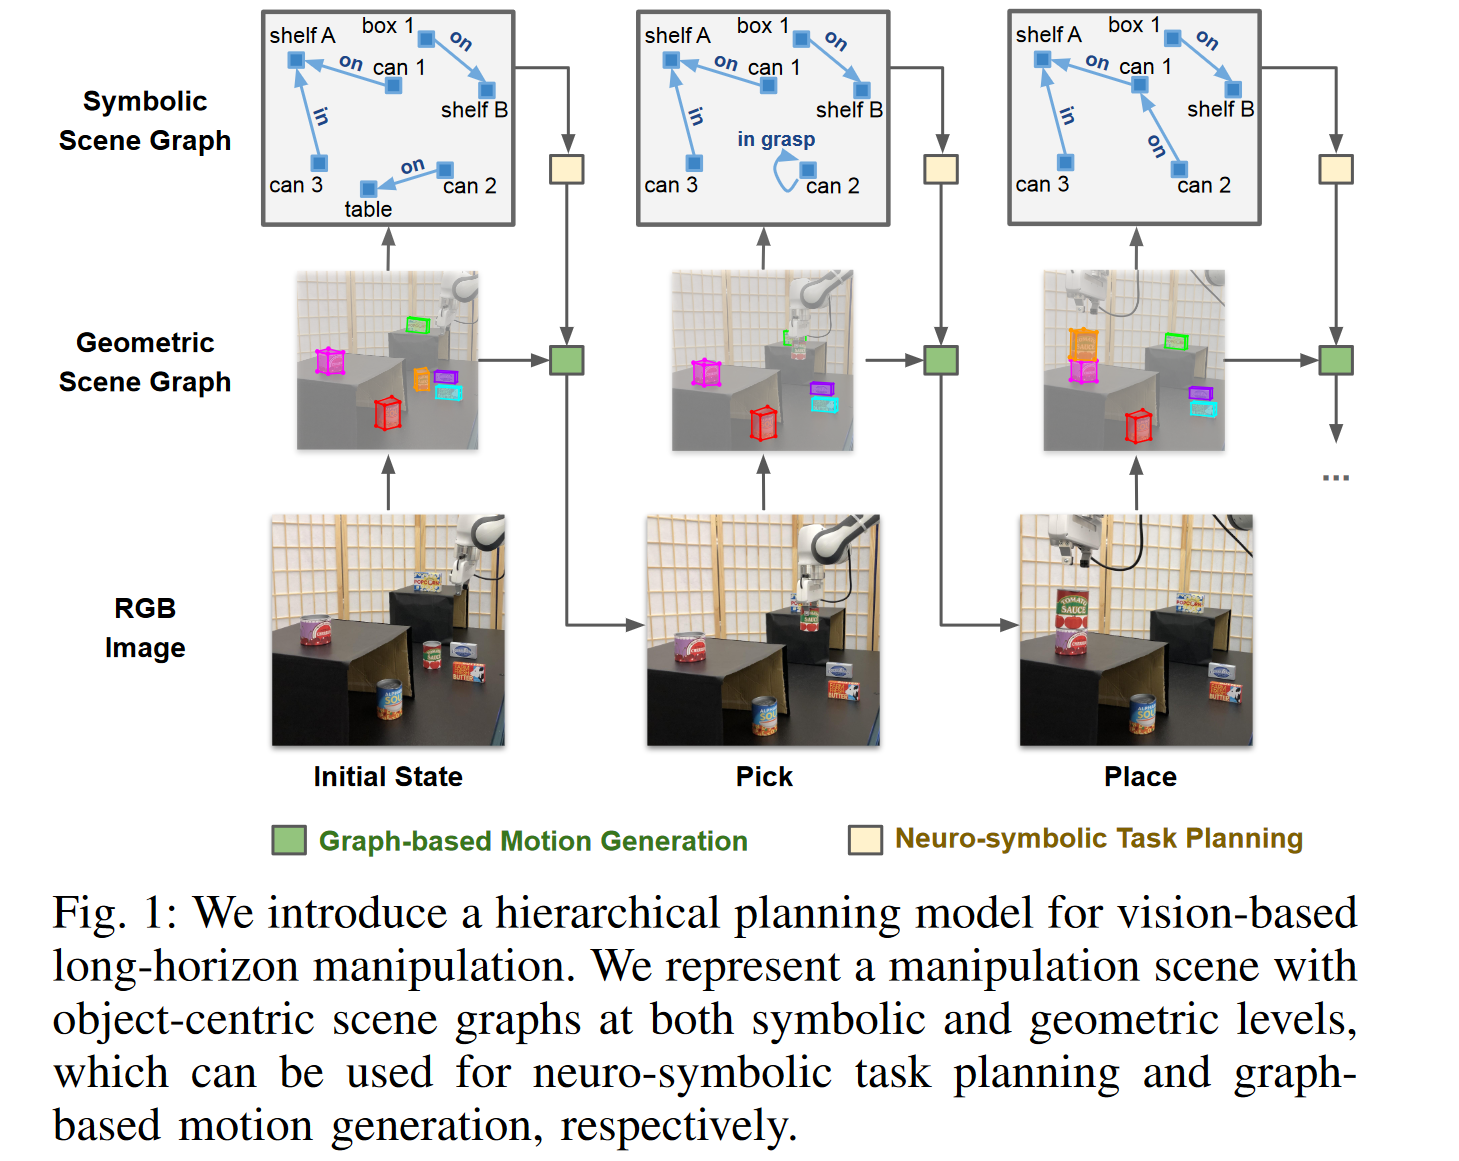 shelf A
box 1
on
on
can 1
shelf B
in
can 3
on
can 2
table
shelf A
box 1
on
on
can 1
shelf B
in
in grasp
can 3
can 2
shelf A
box 1
on
on
can 1
shelf B
in
on
can 3
can 2
Symbolic
Scene Graph
Geometric
Scene Graph
RGB
Image
POPCORN
TOMATO
SAUCE
BUTTER
...
Initial State
Pick
Place
Graph-based Motion Generation
Neuro-symbolic Task Planning
Fig. 1: We introduce a hierarchical planning model for vision-based
long-horizon manipulation. We represent a manipulation scene with
object-centric scene graphs at both symbolic and geometric levels,
which can be used for neuro-symbolic task planning and graph-
based motion generation, respectively.